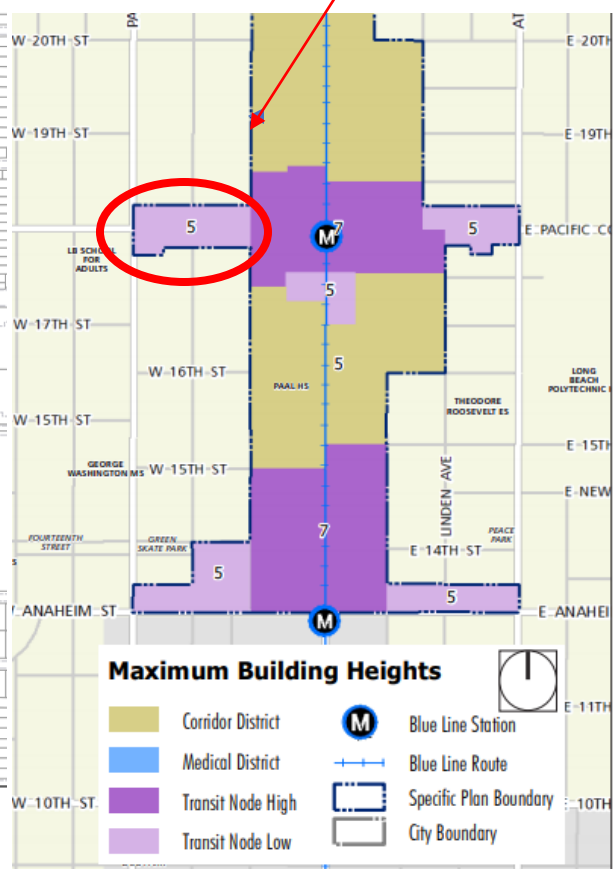 PA
AT
W 20TH ST
E 20TH
W 19TH ST
E 19TH
5
M
7
5
E PACIFIC CO
LB SCHOOL
FOR
ADULTS
5
W 17TH ST
5
W 16TH ST
PAAL HS
LONG
BEACH
POLYTECHNIC
THEODORE
ROOSEVELT ES
W 15TH ST
E 15TH
GEORGE
WASHINGTON MS
W 15TH ST
LINDEN AVE
E NEW
FOURTEENTH
STREET
GREEN
SKATE PARK
7
PEACE
PARK
E 14TH ST
5
5
ANAHEIM ST
M
E ANAHEI
Maximum Building Heights
Corridor District
Medical District
Transit Node High
Transit Node Low
M
Blue Line Station
Blue Line Route
Specific Plan Boundary
City Boundary
E 11TH
W 10TH ST
10TH